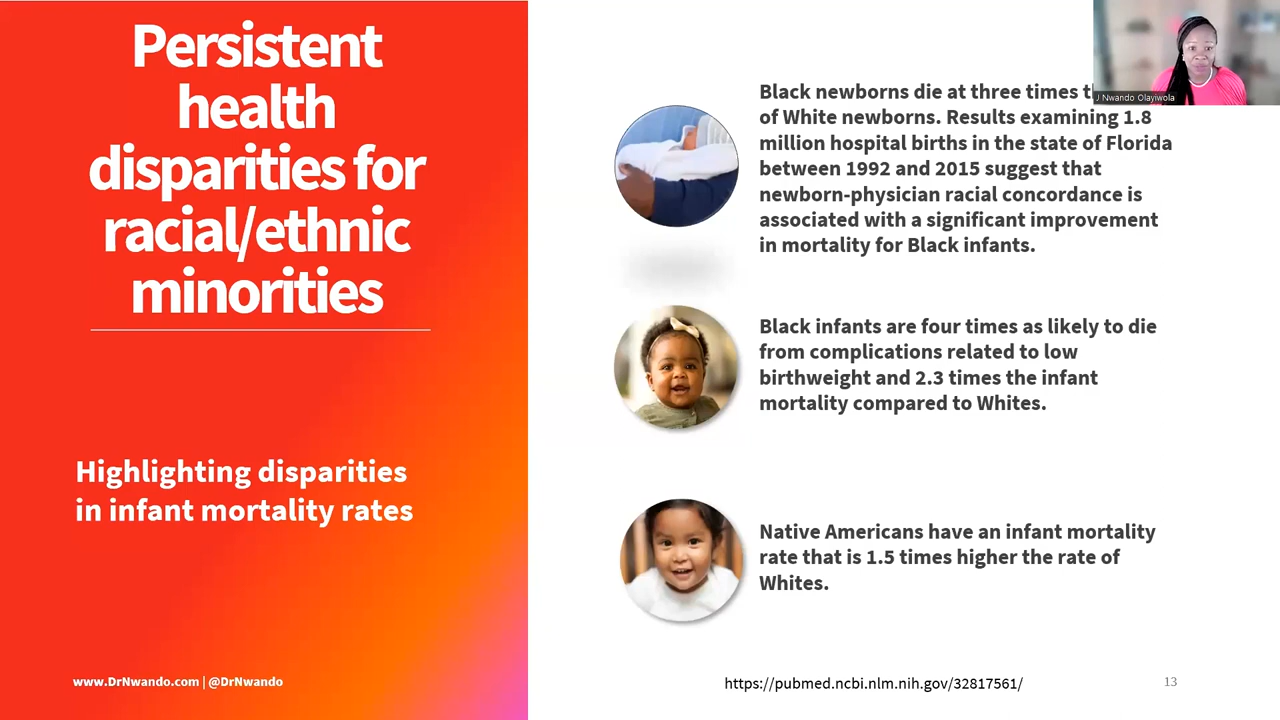 Persistent
health
disparities for
racial/ethnic
minorities
Highlighting disparities
in infant mortality rates
www.DrNwando.com | @DrNwando
Black newborns die at three times
of White newborns. Results examining 1.8
million hospital births in the state of Florida
between 1992 and 2015 suggest that
newborn-physician racial concordance is
associated with a significant improvement
in mortality for Black infants.
Black infants are four times as likely to die
from complications related to low
birthweight and 2.3 times the infant
mortality compared to Whites.
Native Americans have an infant mortality
rate that is 1.5 times higher the rate of
Whites.
https://pubmed.ncbi.nlm.nih.gov/32817561/
13
J Nwando Olayiwola